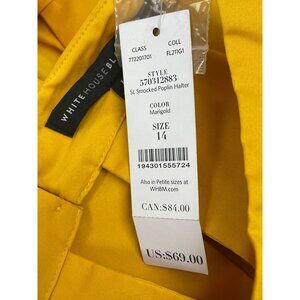 WHITE HOUSE BL
CLASS COLL
772201701 FL211G1
STYLE
570312883
SL Smocked Poplin Halter
COLOR
Marigold
SIZE
14
194301555724
Also in Petite sizes at
WHBM.com
CAN:$84.00
US:$69.00